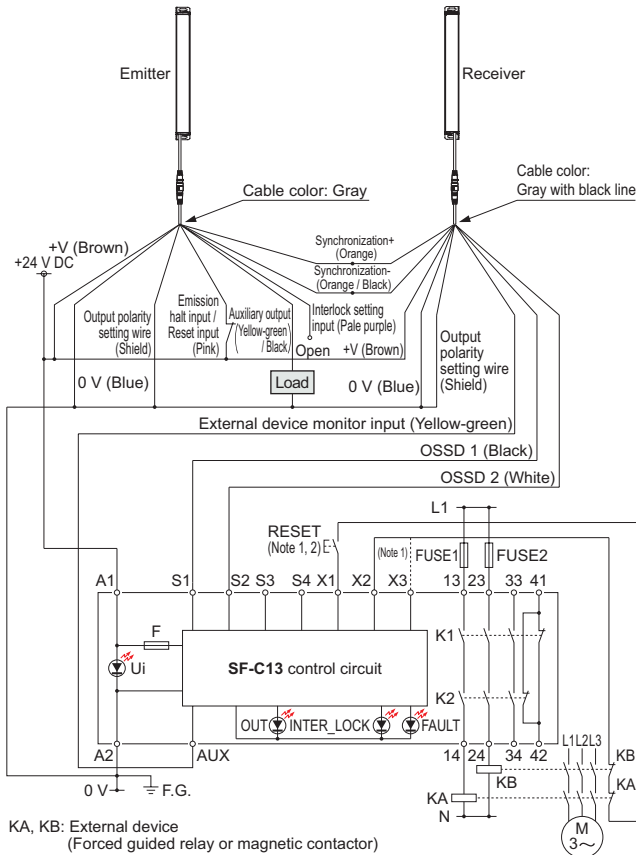 Emitter
Receiver
Cable color: Gray
Cable color:
Gray with black line
+V (Brown)
+24 V DC
Synchronization+
(Orange)
Synchronization-
(Orange / Black)
Output polarity
setting wire
(Shield)
Emission
halt input /
Reset input
(Pink)
Auxiliary output
(Yellow-green
/ Black)
Interlock setting
input (Pale purple)
Open
+V (Brown)
Output
polarity
setting wire
(Shield)
0 V (Blue)
Load
0 V (Blue)
External device monitor input (Yellow-green)
OSSD 1 (Black)
OSSD 2 (White)
L1
RESET
(Note 1, 2)
(Note 1)
FUSE1
FUSE2
A1
S1
S2
S3
S4
X1
X2
X3
13
23
33
41
F
Ui
SF-C13 control circuit
K1
K2
OUT
INTER_LOCK
FAULT
A2
AUX
14
24
34
42
L1
L2
L3
KB
KA
KB
KA
N
0 V
F.G.
M
3~
KA, KB: External device
(Forced guided relay or magnetic contactor)